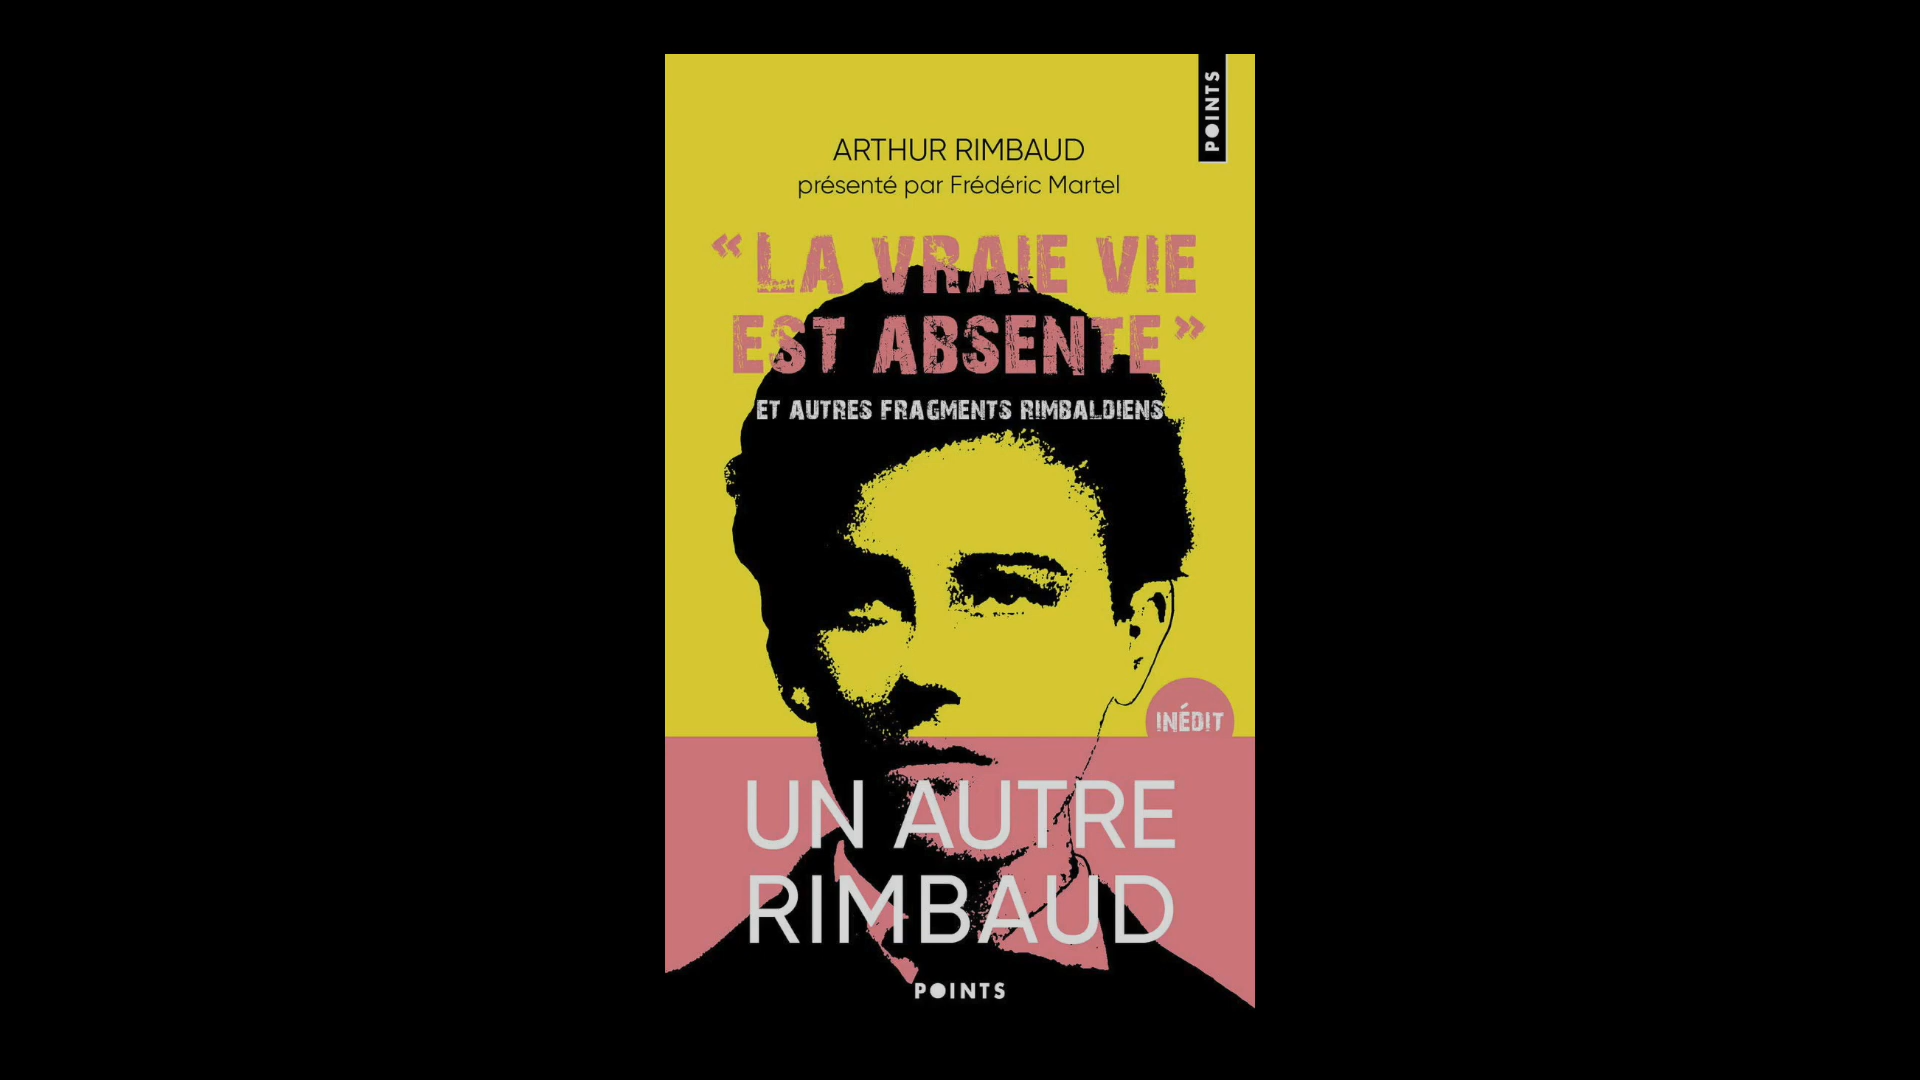 POINTS
ARTHUR RIMBAUD
présenté par Frédéric Martel
« LA VRAIE VIE
EST ABSENTE »
ET AUTRES FRAGMENTS RIMBALDIENS
INÉDIT
UN AUTRE
RIMBAUD
POINTS